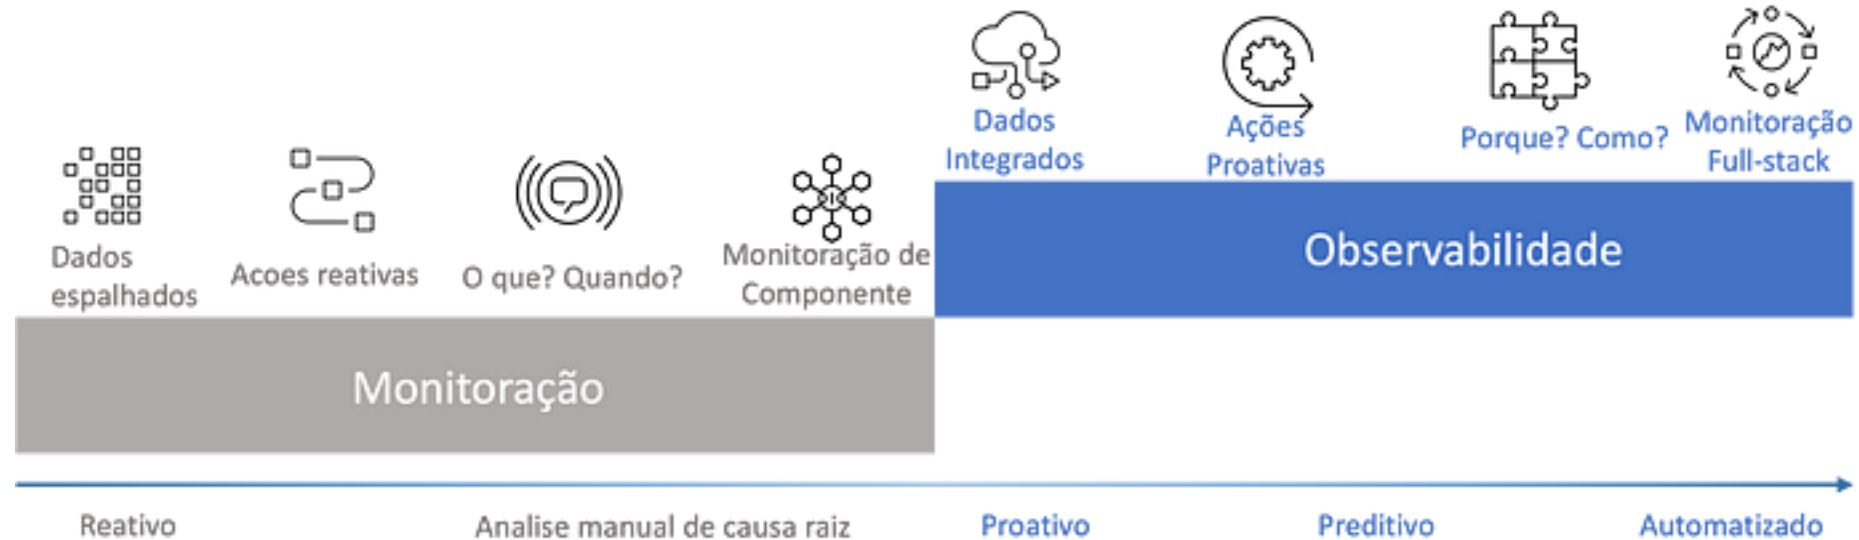 Dados
Integrados
Ações
Proativas
Porque? Como?
Monitoração
Full-stack
Dados
espalhados
Acoes reativas
O que? Quando?
Monitoração de
Componente
Observabilidade
Monitoração
Reativo
Analise manual de causa raiz
Proativo
Preditivo
Automatizado